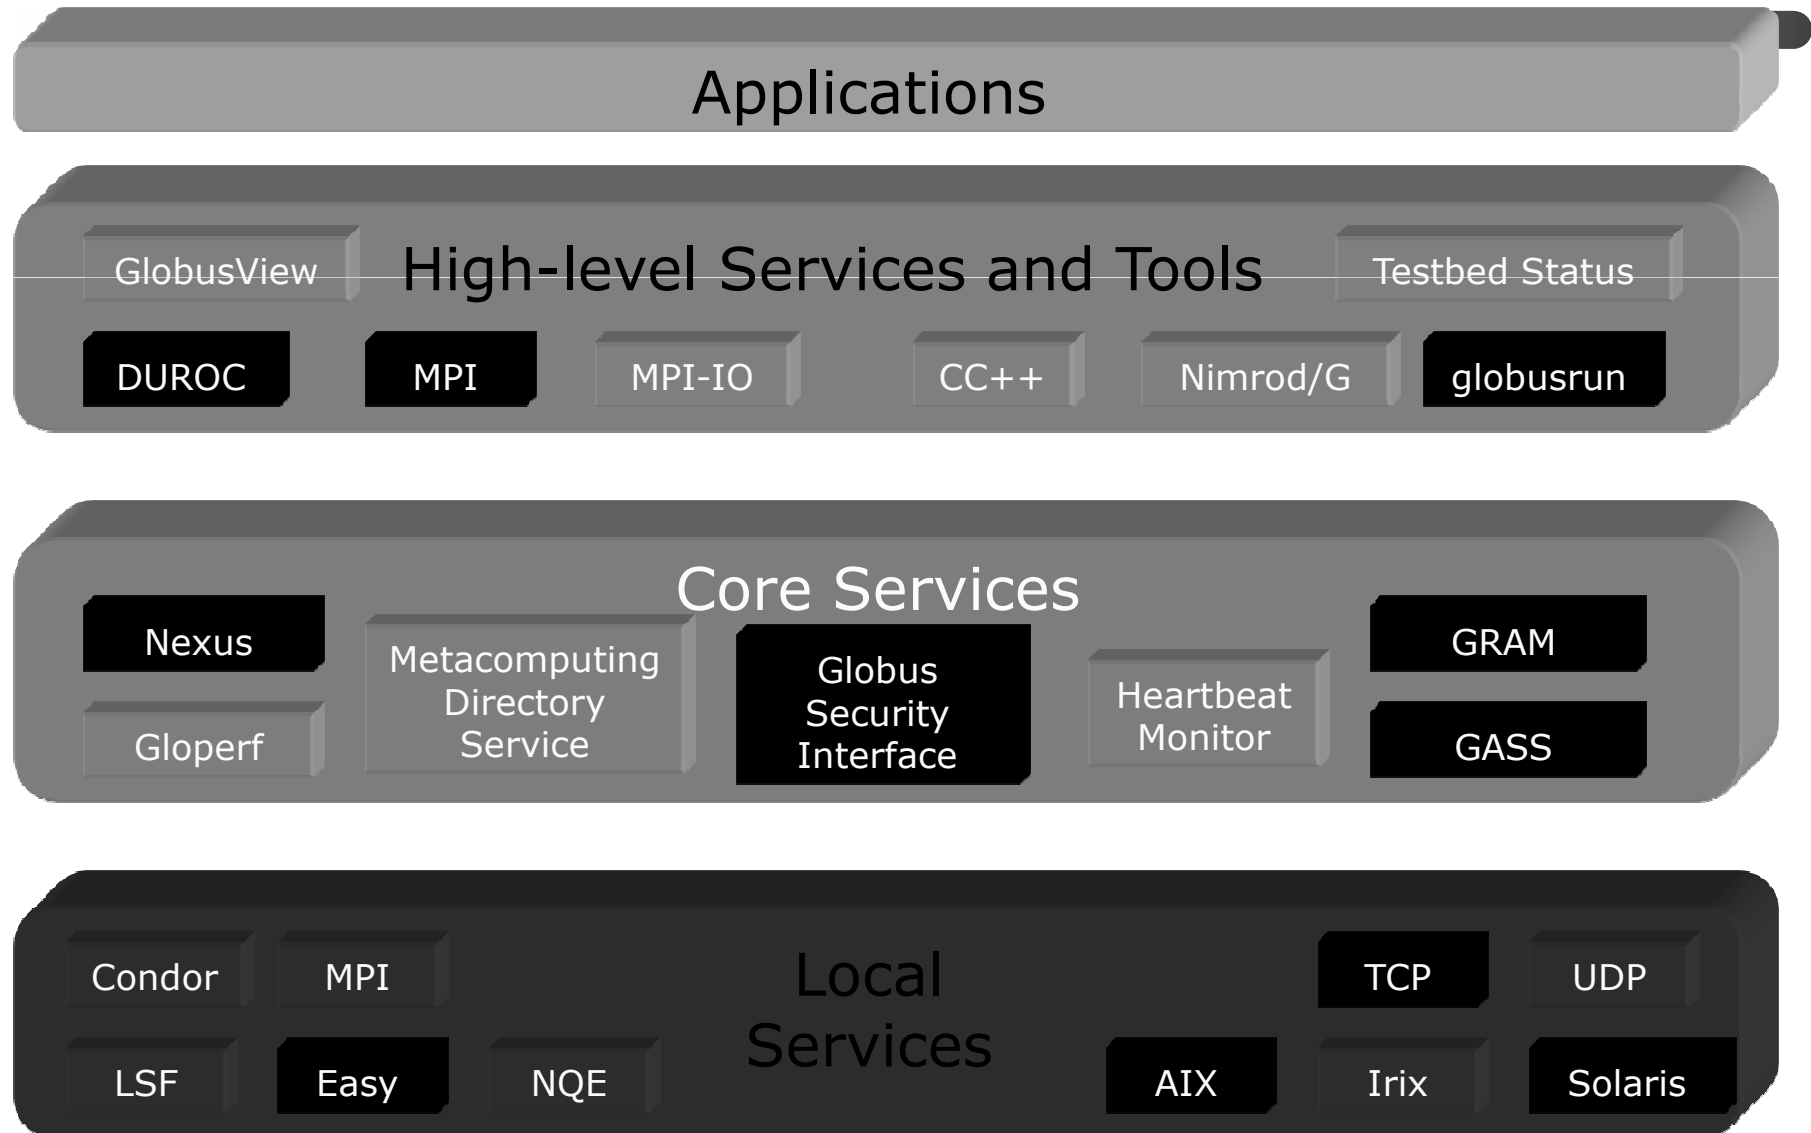 Applications
GlobusView
High-level Services and Tools
Testbed Status
DUROC
MPI
MPI-IO
CC++
Nimrod/G
globusrun
Core Services
Nexus
Metacomputing
Directory
Service
Globus
Security
Interface
Heartbeat
Monitor
GRAM
Gloperf
GASS
Condor
MPI
Local
Services
TCP
UDP
LSF
Easy
NQE
AIX
Irix
Solaris